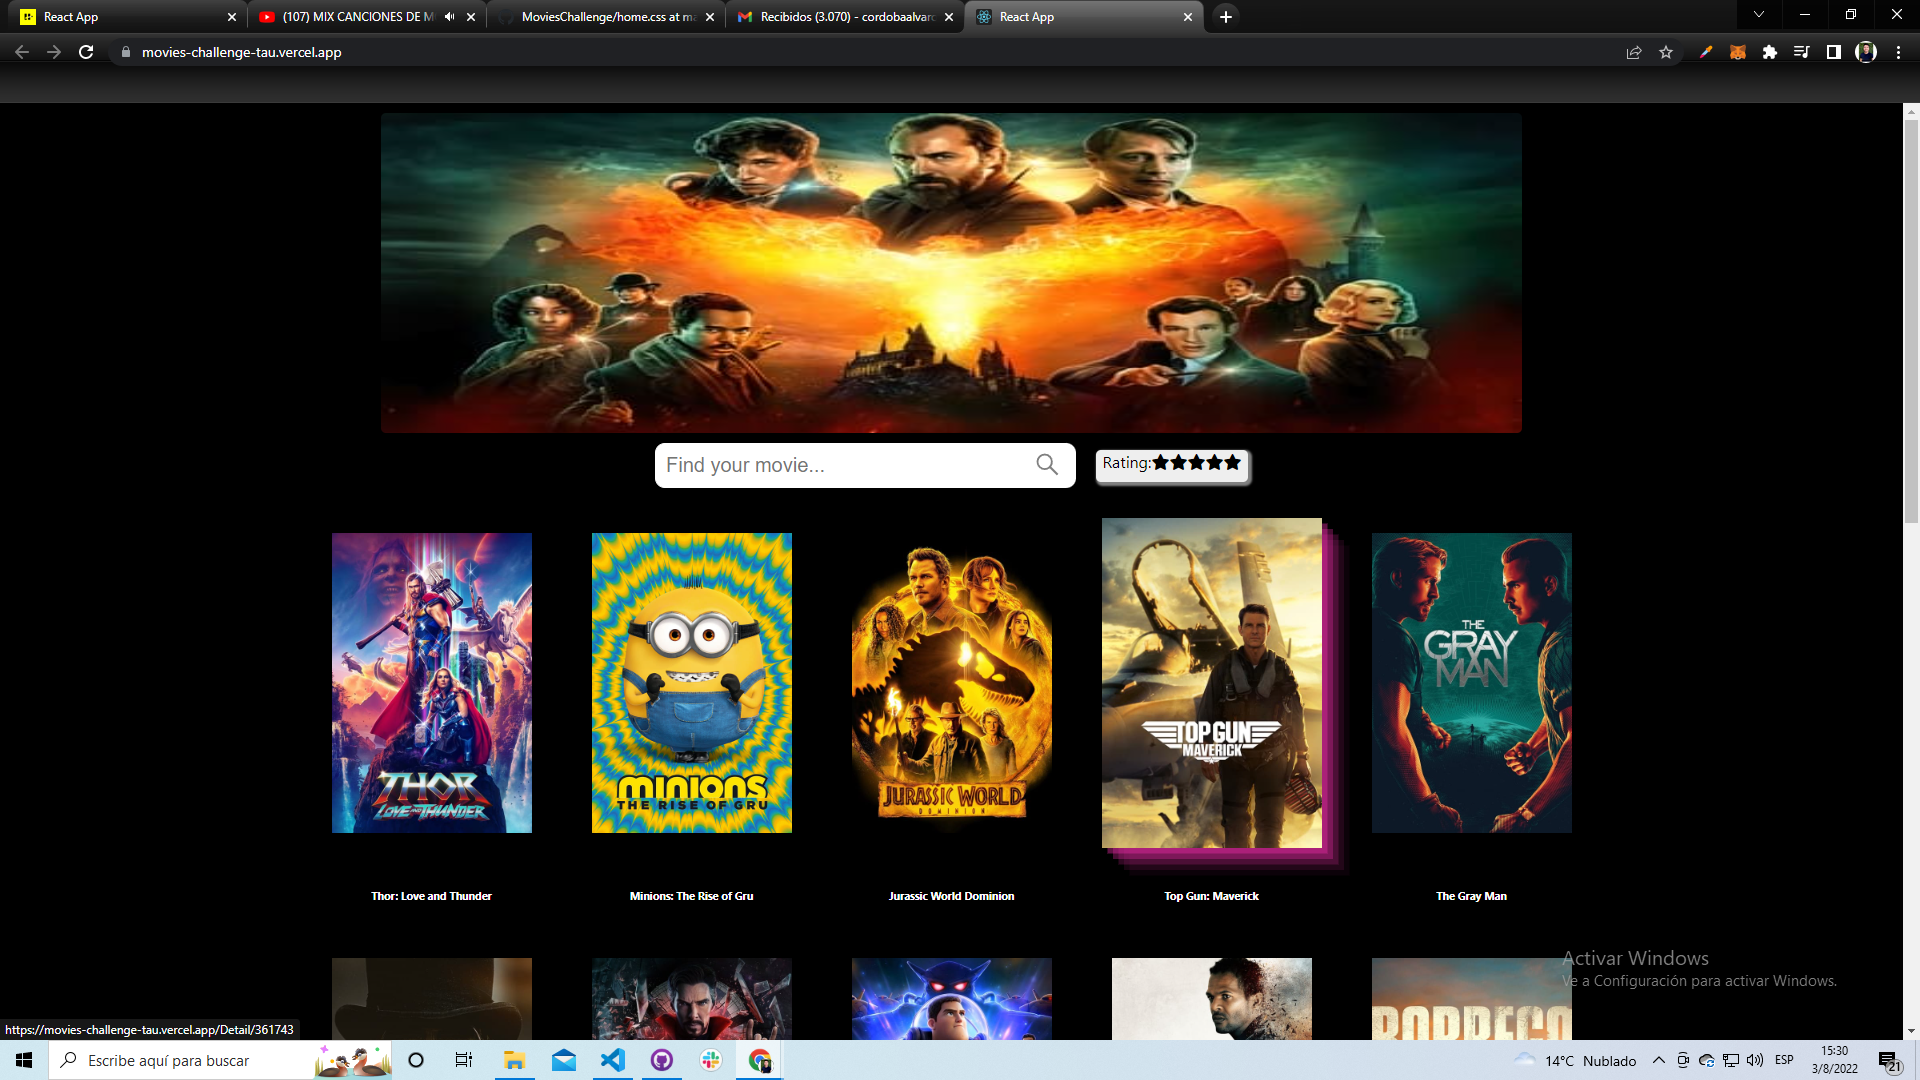 React App
(107) MIX CANCIONES DE M
MoviesChallenge/home.css at ma
Recibidos (3.070) - cordobaalvaro
React App
movies-challenge-tau.vercel.app
Find your movie...
Rating:
THOR
LOVE AND THUNDER
minions
THE RISE OF GRU
JURASSIC WORLD
DOMINION
TOP GUN
MAVERICK
THE
GRAY
MAN
Thor: Love and Thunder
Minions: The Rise of Gru
Jurassic World Dominion
Top Gun: Maverick
The Gray Man
BORREGO
Activar Windows
Ve a Configuración para activar Windows.
https://movies-challenge-tau.vercel.app/Detail/361743
Escribe aquí para buscar
14°C Nublado
ESP
15:30
3/8/2022
21